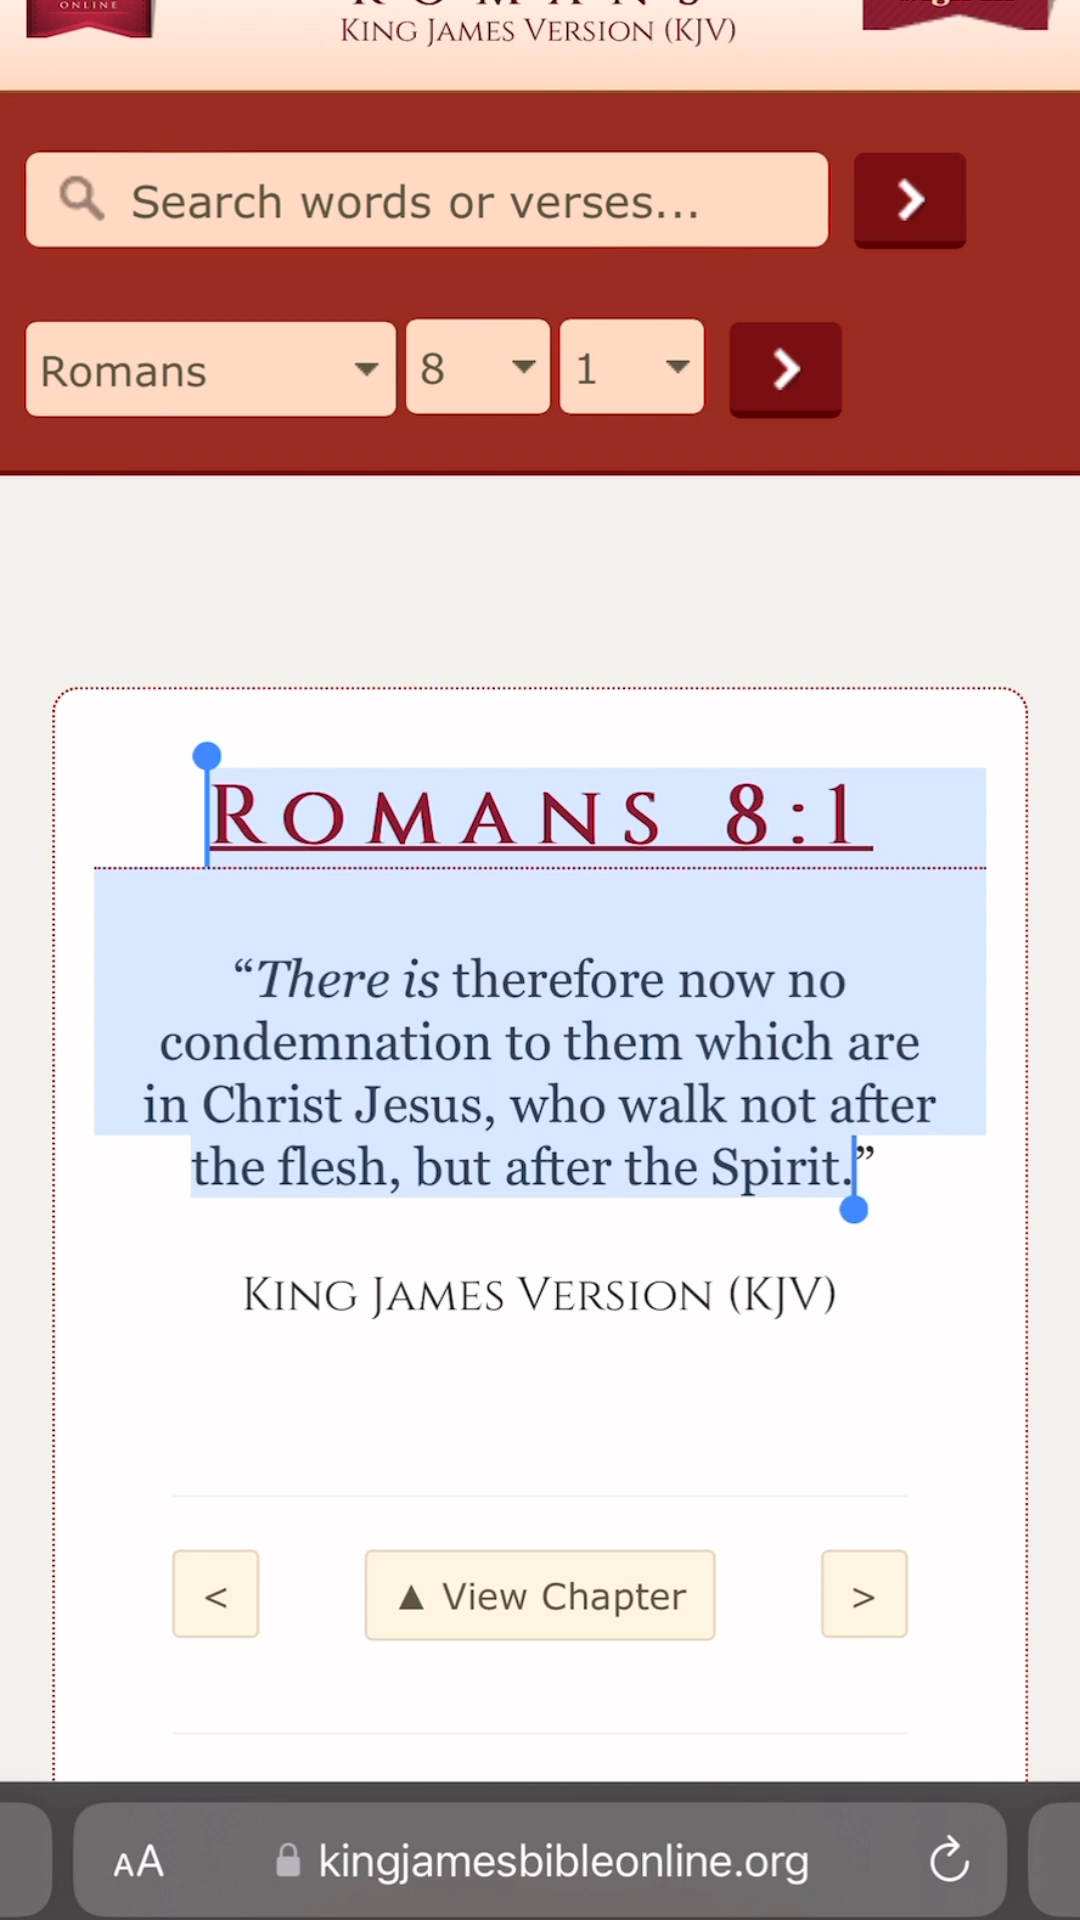 ONLINE
ROMANS
KING JAMES VERSION (KJV)
Search words or verses...
Romans 8 1
ROMANS 8:1
“There is therefore now no
condemnation to them which are
in Christ Jesus, who walk not after
the flesh, but after the Spirit.”
KING JAMES VERSION (KJV)
< ▲ View Chapter >
AA kingjamesbibleonline.org